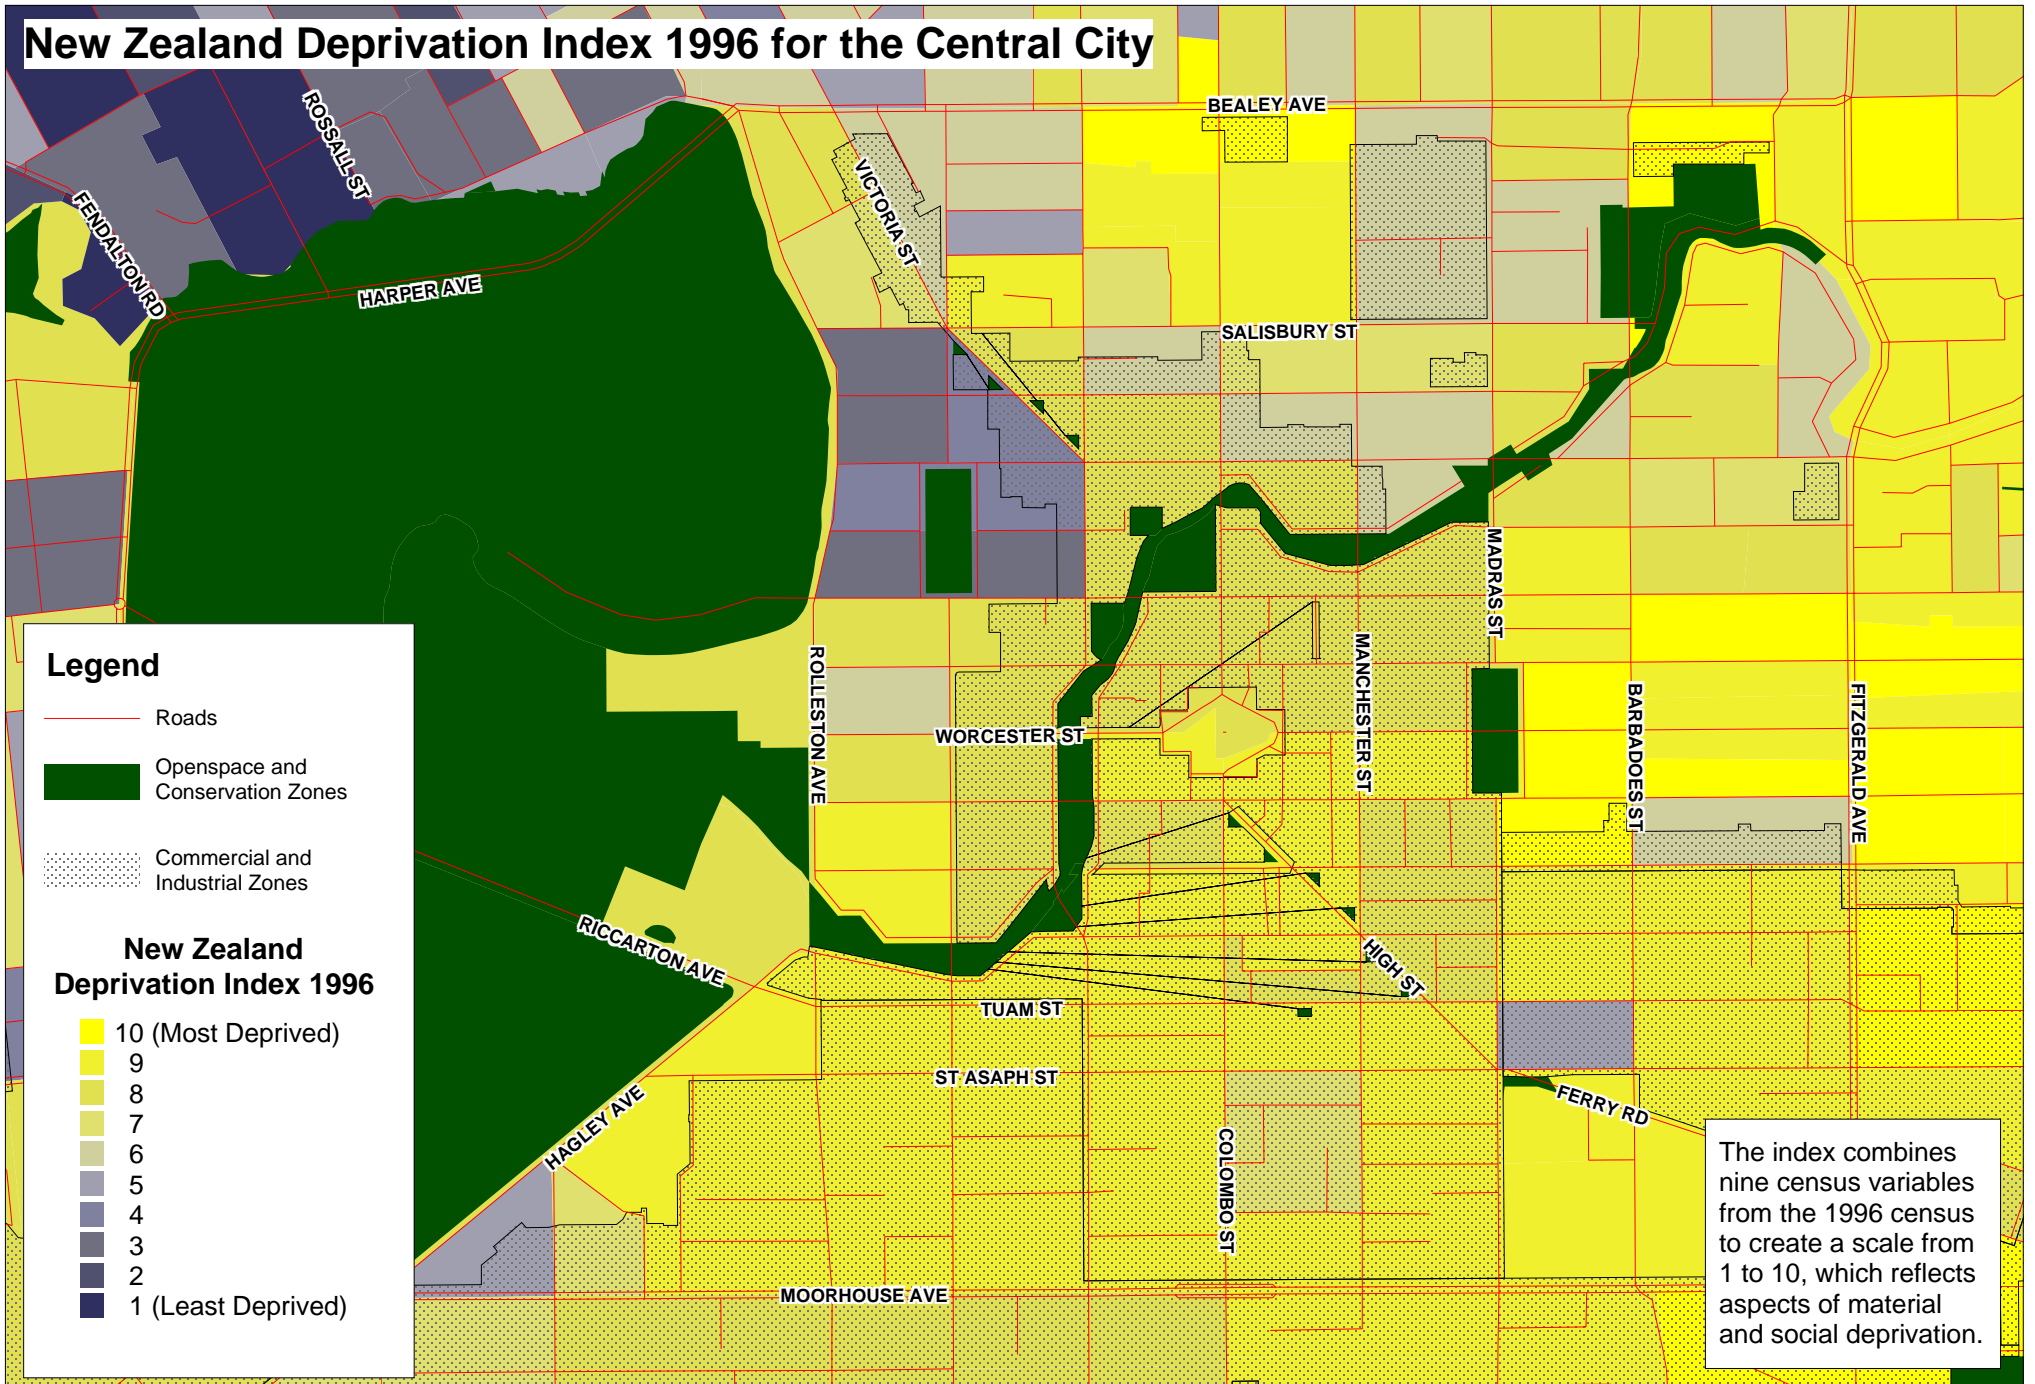 New Zealand Deprivation Index 1996 for the Central City
BEALEY AVE
ROSSALL ST
VICTORIA ST
FENDALTON RD
HARPER AVE
SALISBURY ST
MADRAS ST
MANCHESTER ST
ROLLESTON AVE
BARBADOES ST
FITZGERALD AVE
WORCESTER ST
RICCARTON AVE
HIGH ST
TUAM ST
ST ASAPH ST
HAGLEY AVE
FERRY RD
COLOMBO ST
MOORHOUSE AVE
Legend
Roads
Openspace and
Conservation Zones
Commercial and
Industrial Zones
New Zealand
Deprivation Index 1996
10 (Most Deprived)
9
8
7
6
5
4
3
2
1 (Least Deprived)
The index combines
nine census variables
from the 1996 census
to create a scale from
1 to 10, which reflects
aspects of material
and social deprivation.